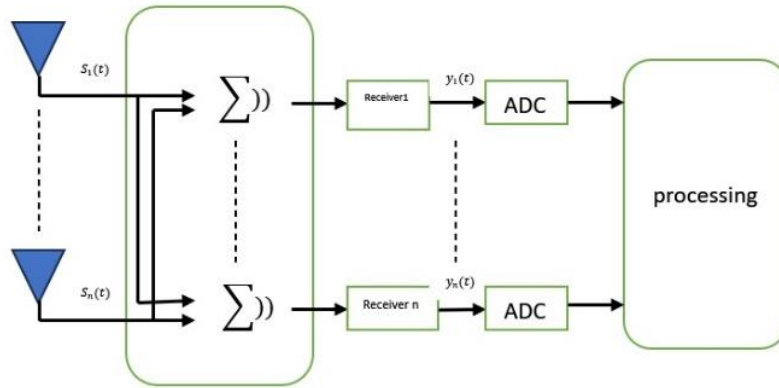 S₁(t)
∑))
Receiver1
y₁(t)
ADC
processing
Sₙ(t)
∑))
Receiver n
yₙ(t)
ADC